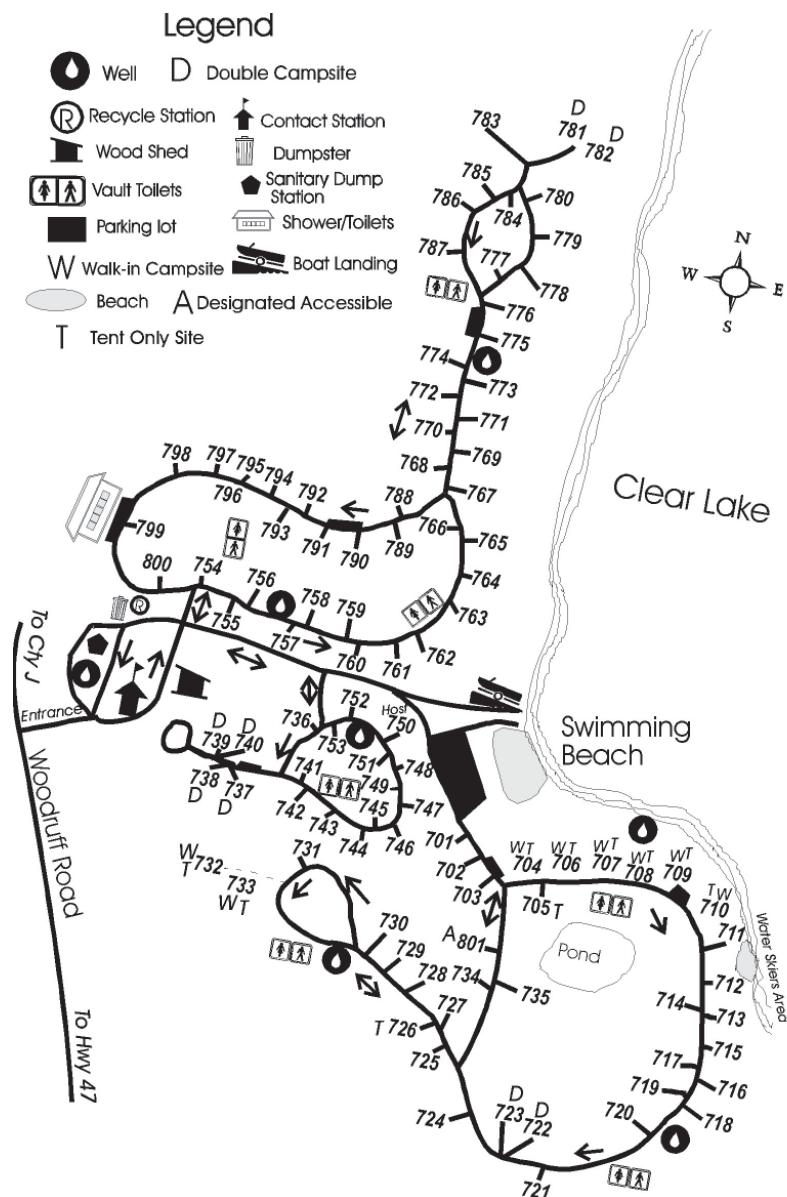 Legend
Well
D Double Campsite
R Recycle Station
Contact Station
Wood Shed
Dumpster
Vault Toilets
Sanitary Dump
Station
Parking lot
Shower/Toilets
W Walk-in Campsite
Boat Landing
Beach
A Designated Accessible
T Tent Only Site
N
W E
S
783
D
781
D
782
785
780
786
784
779
787
777
778
776
775
774
773
772
771
770
769
768
767
Clear Lake
798
797
795
794
796
792
793
788
791
790
789
766
765
799
764
763
800
754
756
758
759
755
757
760
761
762
R
To Cty J
Entrance
Woodruff Road
To Hwy 47
Host
752
736
750
753
751
748
749
747
741
742
743
745
744
746
D D
739 740
738 737
D D
Swimming
Beach
701
702
703
WT
704
WT
706
WT
707
WT
708
WT
709
T W
710
705 T
711
Water Skiers Area
Pond
712
714
713
715
717
716
719
718
720
721
D
723
D
722
724
725
T 726
727
728
729
730
731
W
T 732
733
WT
A 801
734
735